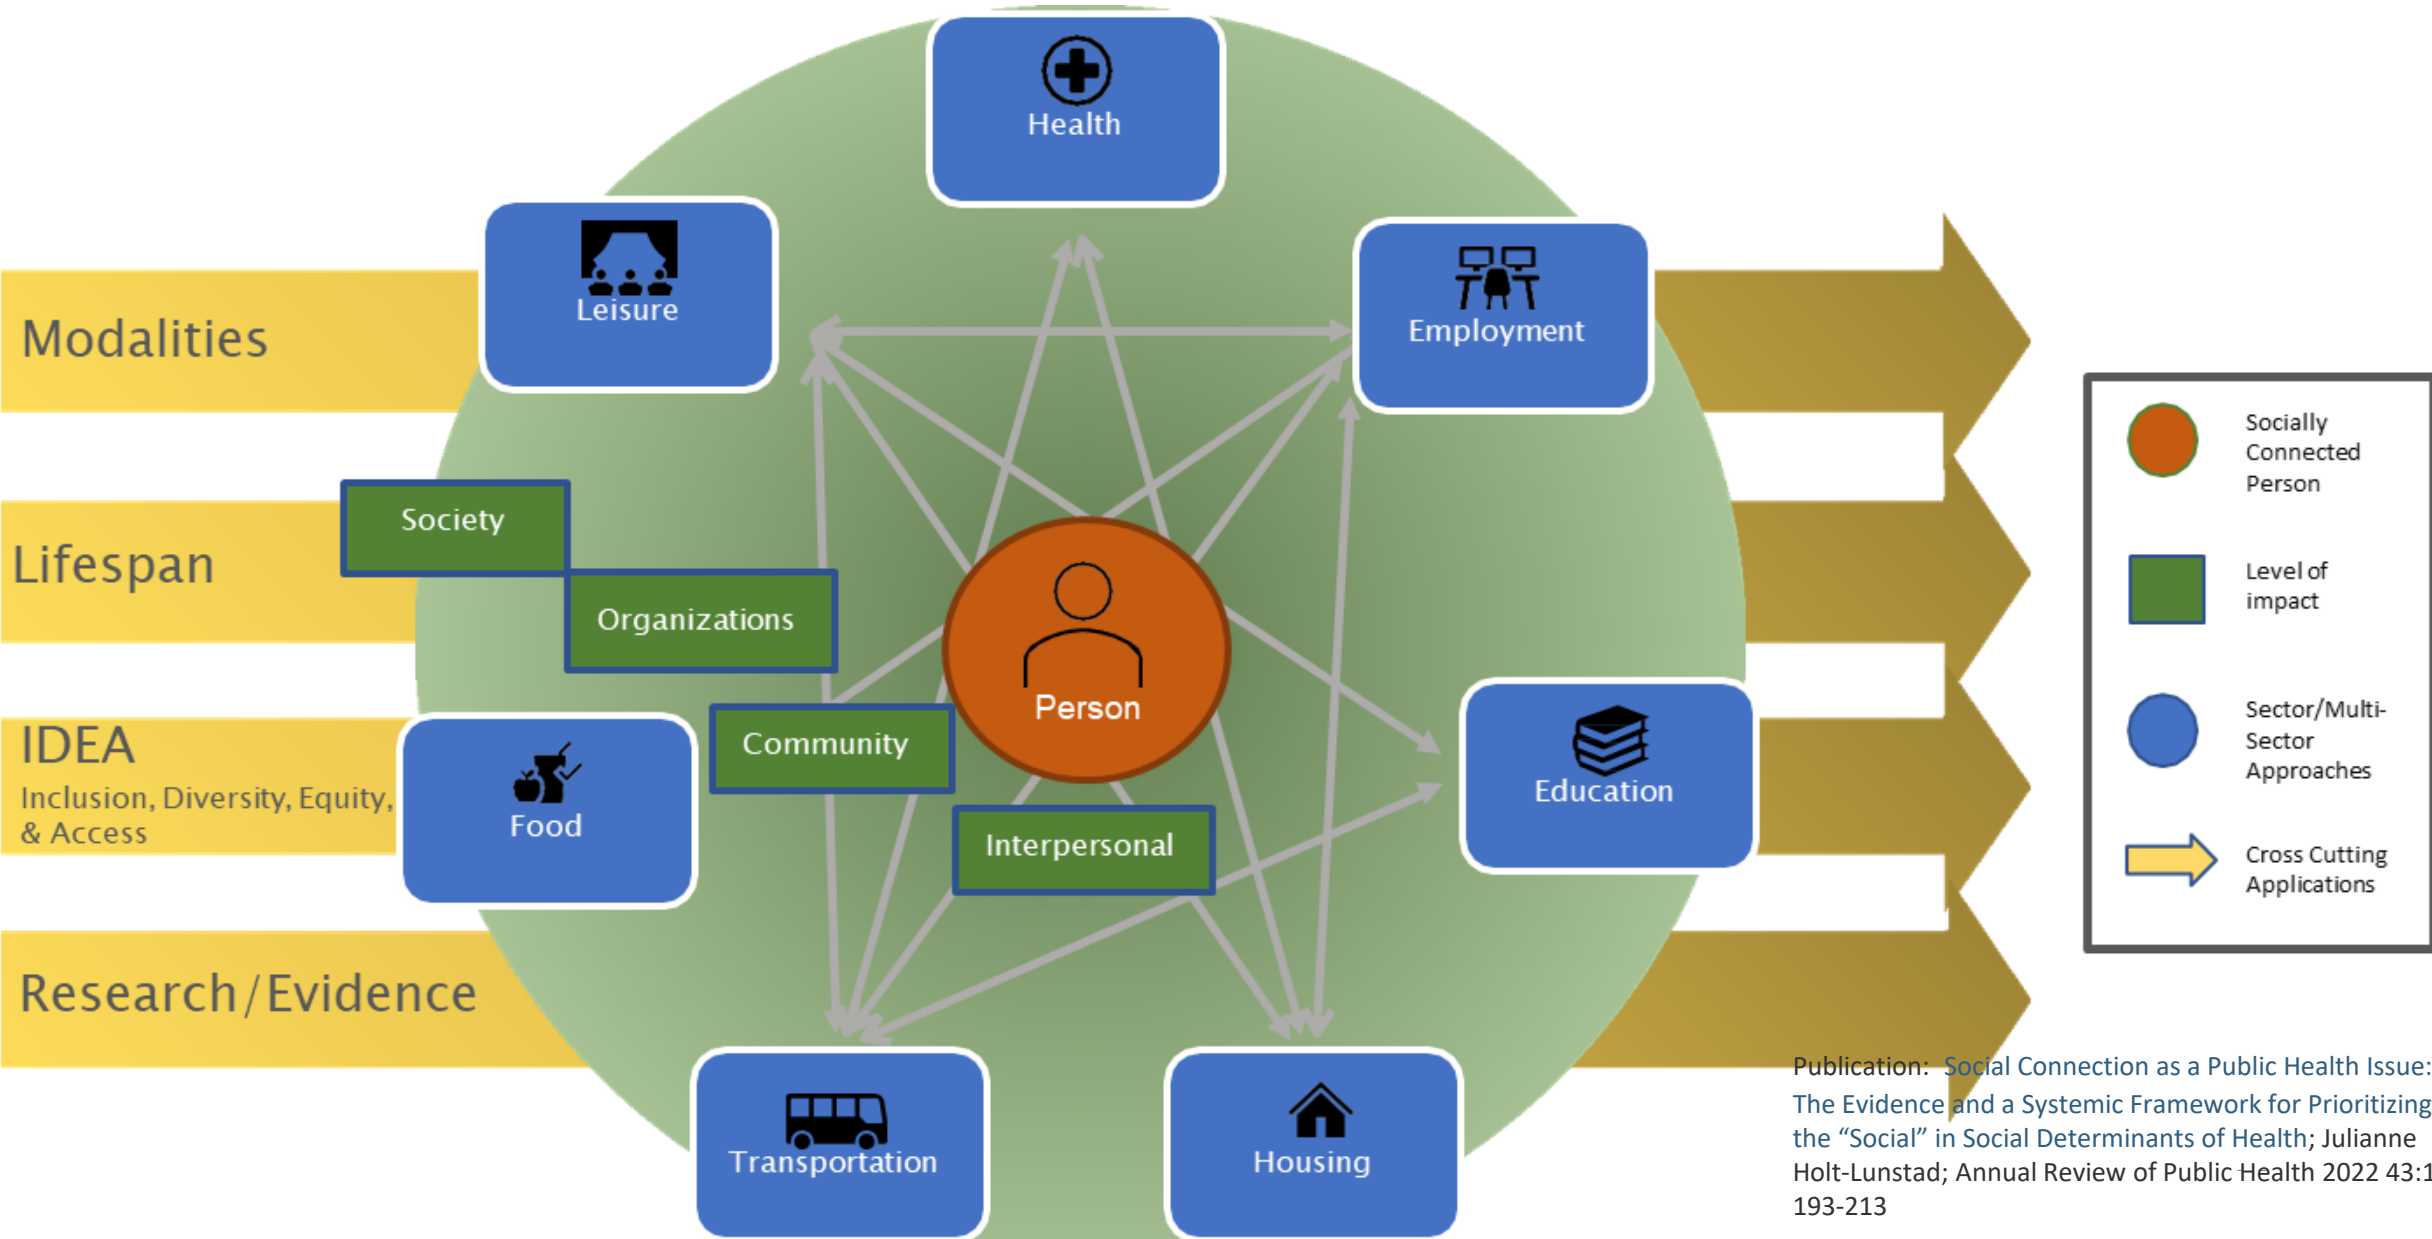 Health
Leisure
Employment
Modalities
Society
Lifespan
Organizations
Person
Community
IDEA
Inclusion, Diversity, Equity,
& Access
Food
Education
Interpersonal
Research/Evidence
Transportation
Housing
Socially
Connected
Person
Level of
impact
Sector/Multi-
Sector
Approaches
Cross Cutting
Applications
Publication: Social Connection as a Public Health Issue:
The Evidence and a Systemic Framework for Prioritizing
the “Social” in Social Determinants of Health; Julianne
Holt-Lunstad; Annual Review of Public Health 2022 43:1
193-213